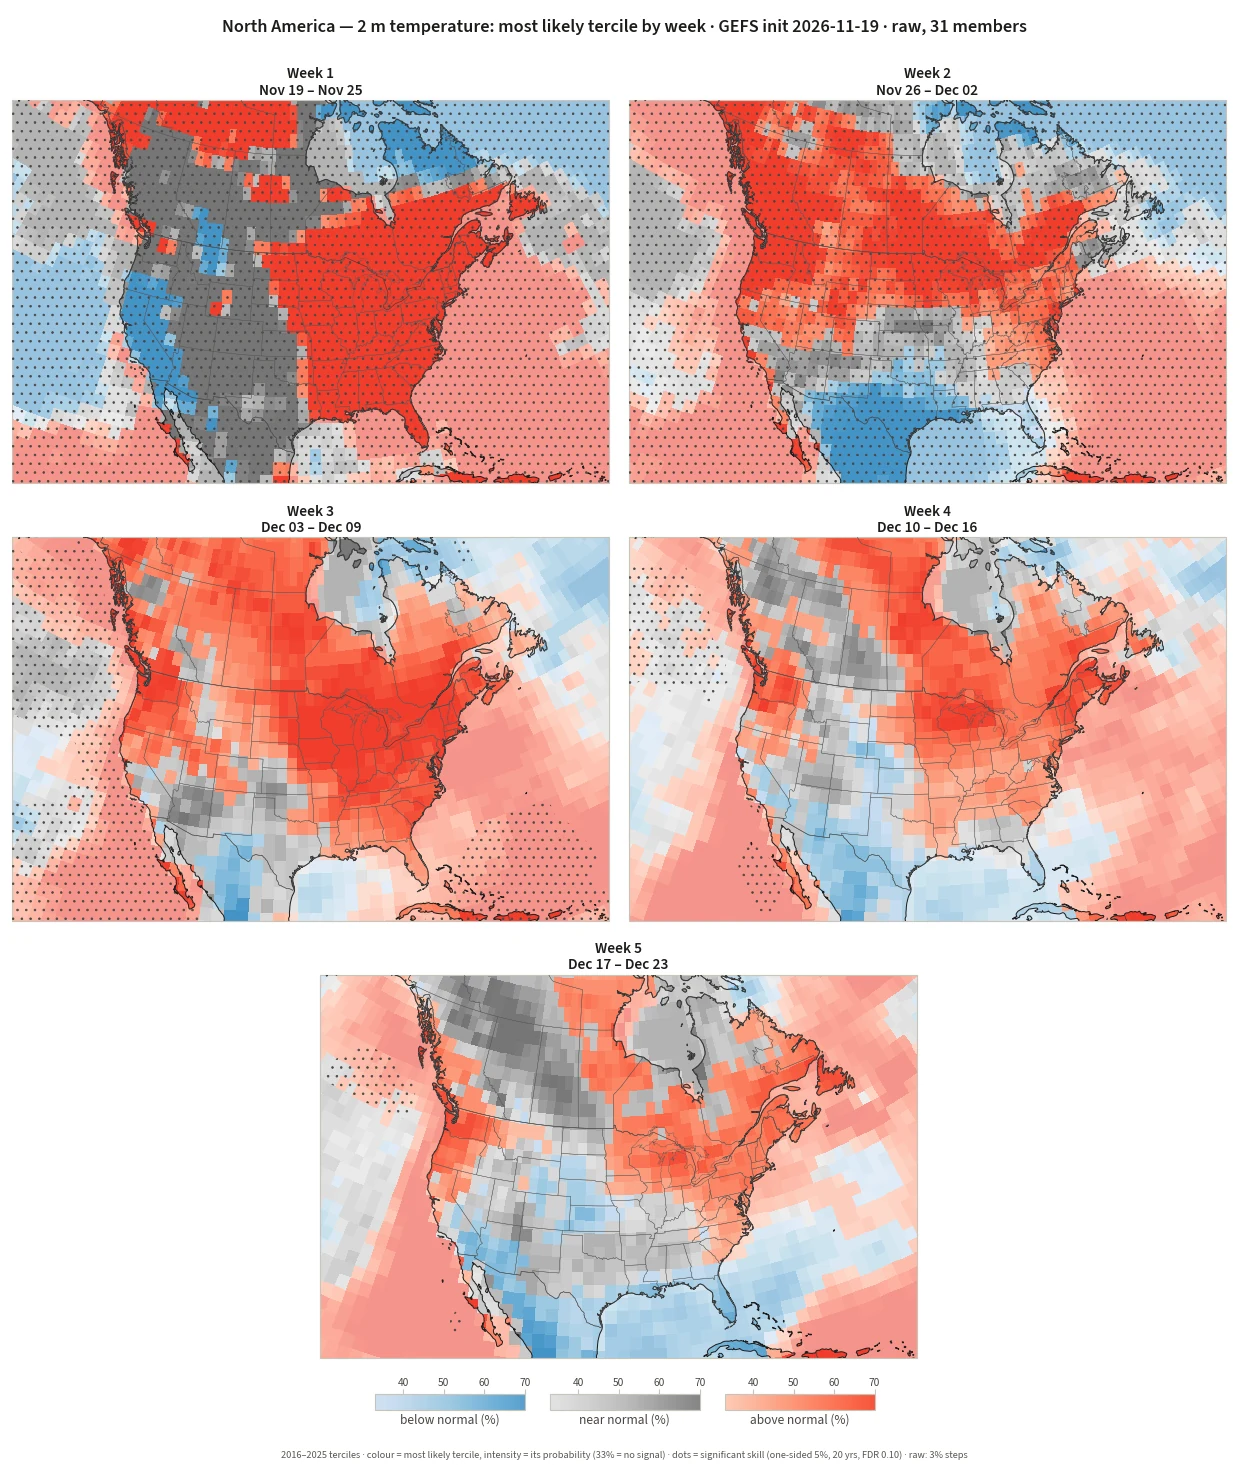 North America — 2 m temperature: most likely tercile by week · GEFS init 2026-11-19 · raw, 31 members
Week 1
Nov 19 – Nov 25
Week 2
Nov 26 – Dec 02
Week 3
Dec 03 – Dec 09
Week 4
Dec 10 – Dec 16
Week 5
Dec 17 – Dec 23
40 50 60 70
below normal (%)
40 50 60 70
near normal (%)
40 50 60 70
above normal (%)
2016–2025 terciles · colour = most likely tercile, intensity = its probability (33% = no signal) · dots = significant skill (one-sided 5%, 20 yrs, FDR 0.10) · raw: 3% steps